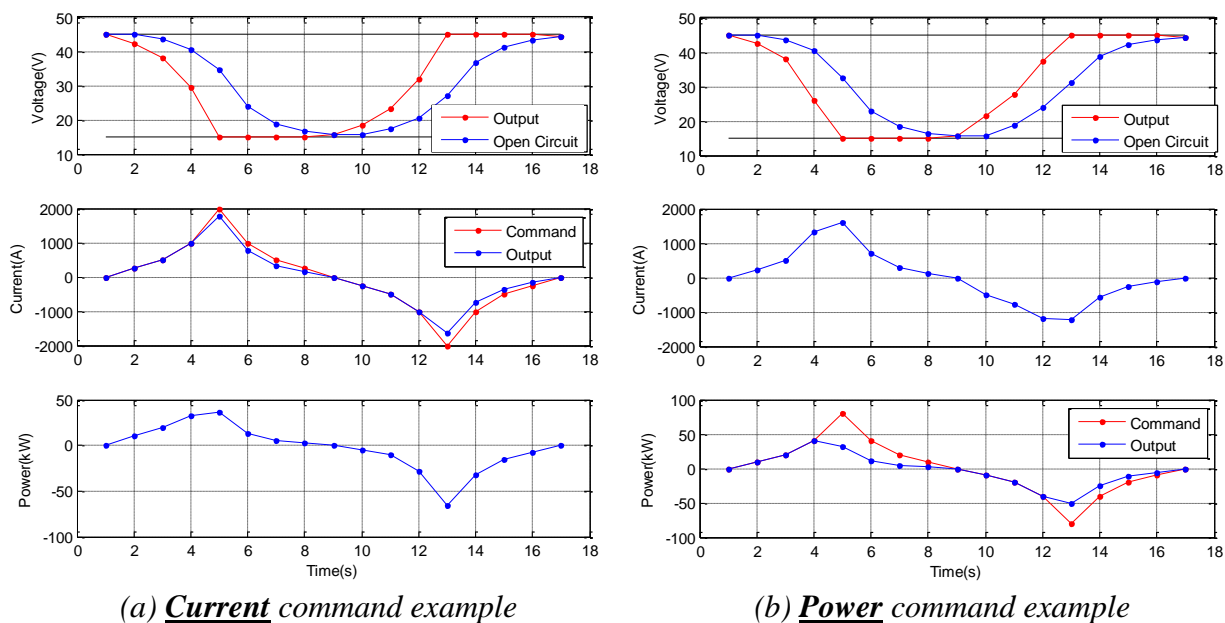 50
40
30
20
10
0 2 4 6 8 10 12 14 16 18
Voltage(V)
Output
Open Circuit
2000
1000
0
-1000
-2000
0 2 4 6 8 10 12 14 16 18
Current(A)
Command
Output
50
0
-50
-100
0 2 4 6 8 10 12 14 16 18
Power(kW)
Time(s)
(a) Current command example
50
40
30
20
10
0 2 4 6 8 10 12 14 16 18
Voltage(V)
Output
Open Circuit
2000
1000
0
-1000
-2000
0 2 4 6 8 10 12 14 16 18
Current(A)
100
50
0
-50
-100
0 2 4 6 8 10 12 14 16 18
Power(kW)
Command
Output
Time(s)
(b) Power command example